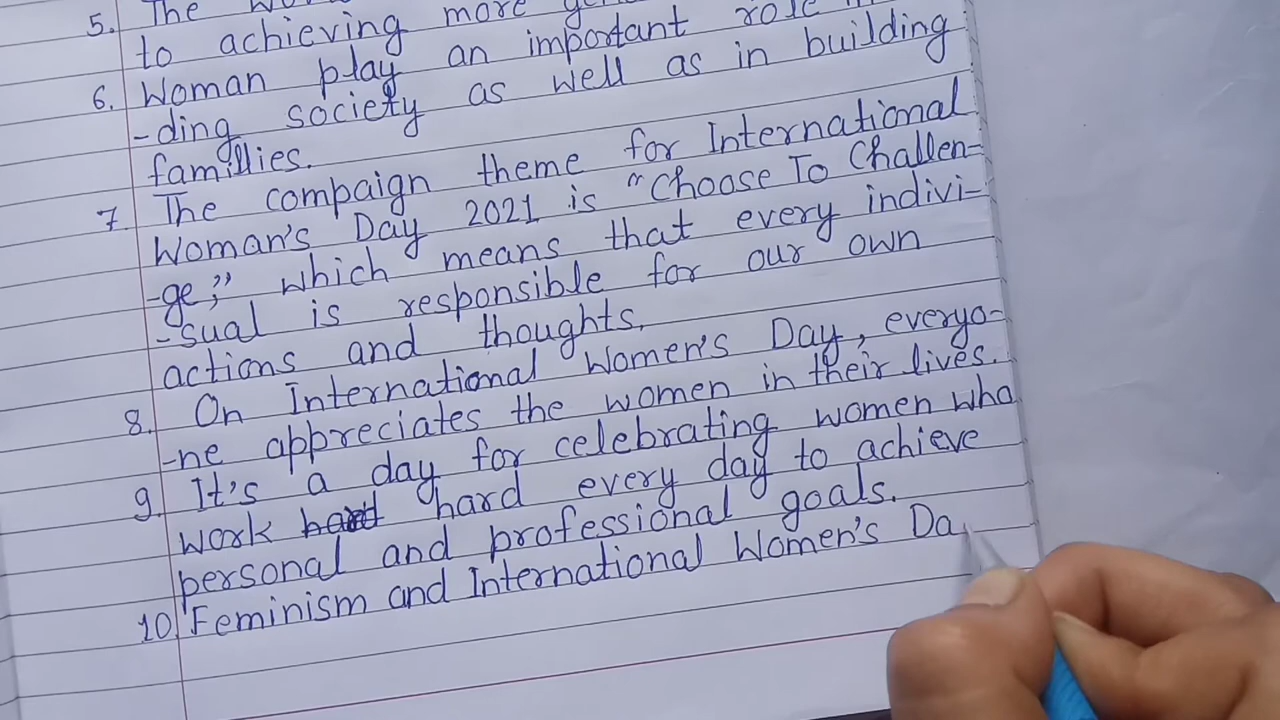 5. The
to achieving more
6. Woman play an important role
-ding society as well as in building
famillies.
7. The compaign theme for International
Woman's Day 2021 is "Choose To Challen-
-ge;" which means that every indivi-
-sual is responsible for our own
actions and thoughts.
8. On International Women's Day, everyo-
-ne appreciates the women in their lives.
9. It's a day for celebrating women who
work hard hard every day to achieve
personal and professional goals.
10. Feminism and International Women's Da